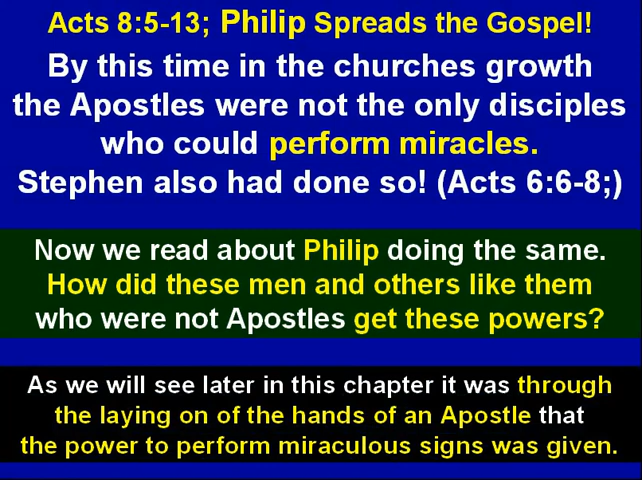 Acts 8:5-13; Philip Spreads the Gospel!
By this time in the churches growth
the Apostles were not the only disciples
who could perform miracles.
Stephen also had done so! (Acts 6:6-8;)
Now we read about Philip doing the same.
How did these men and others like them
who were not Apostles get these powers?
As we will see later in this chapter it was through
the laying on of the hands of an Apostle that
the power to perform miraculous signs was given.